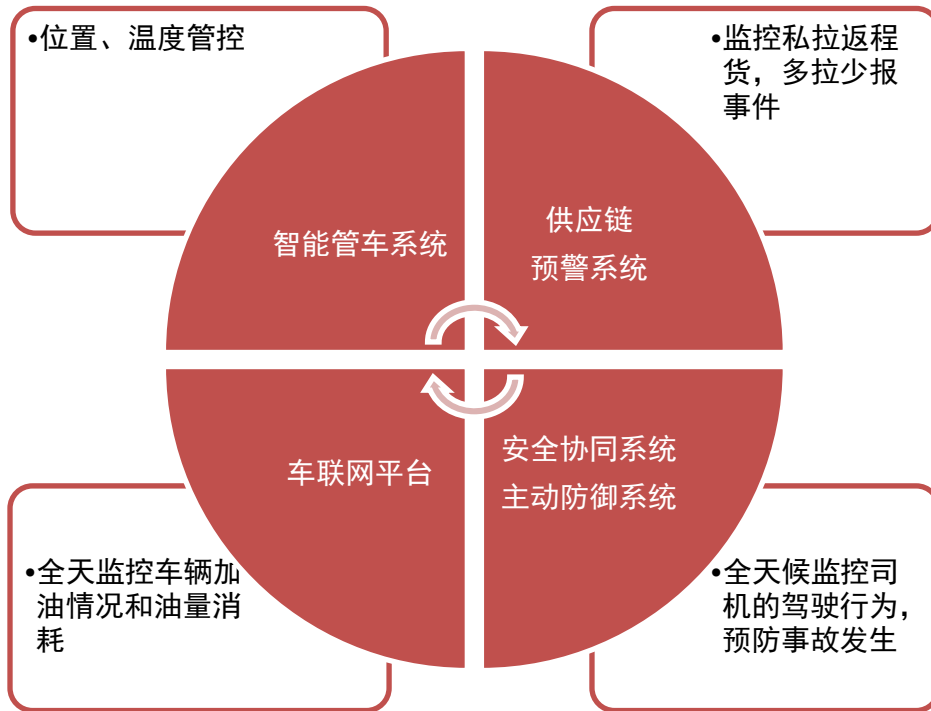 •位置、温度管控
•监控私拉返程
货，多拉少报
事件
智能管车系统
供应链
预警系统
车联网平台
安全协同系统
主动防御系统
•全天监控车辆加
油情况和油量消
耗
•全天候监控司
机的驾驶行为，
预防事故发生